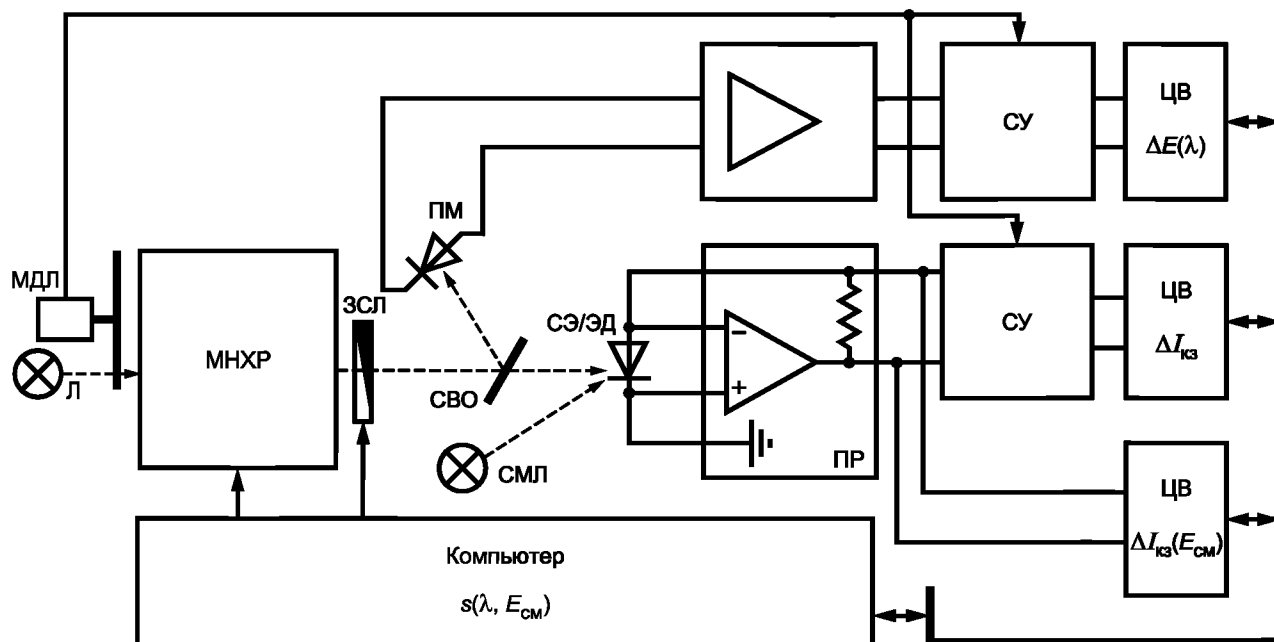 СУ
ЦВ
ΔE(λ)
ПМ
МДЛ
Л
МНХР
ЗСЛ
СВО
СЭ/ЭД
СМЛ
−
+
ПР
СУ
ЦВ
ΔIкз
ЦВ
ΔIкз(Eсм)
Компьютер
s(λ, Eсм)